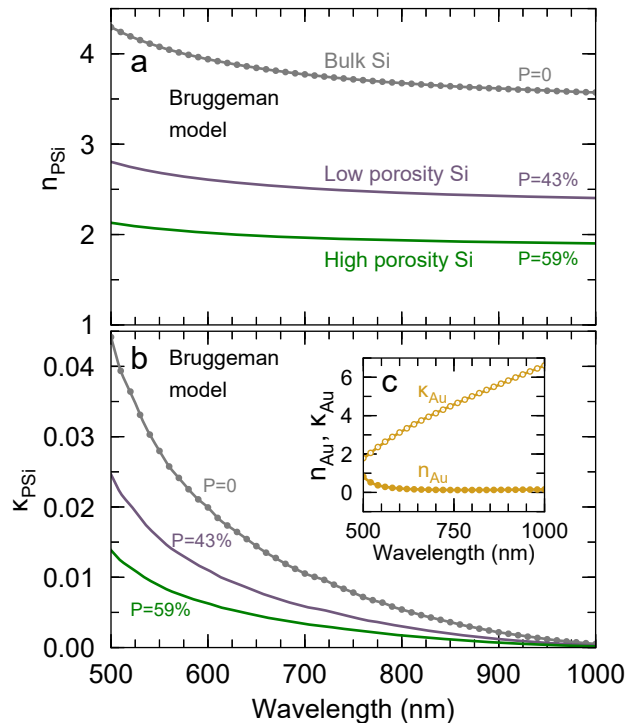 4
3
2
1
n_PSi
a
Bulk Si
P=0
Bruggeman
model
Low porosity Si
P=43%
High porosity Si
P=59%
0.04
0.03
0.02
0.01
0.00
κ_PSi
b
Bruggeman
model
P=0
P=43%
P=59%
c
6
4
2
0
n_Au, κ_Au
κ_Au
n_Au
500 750 1000
Wavelength (nm)
500 600 700 800 900 1000
Wavelength (nm)